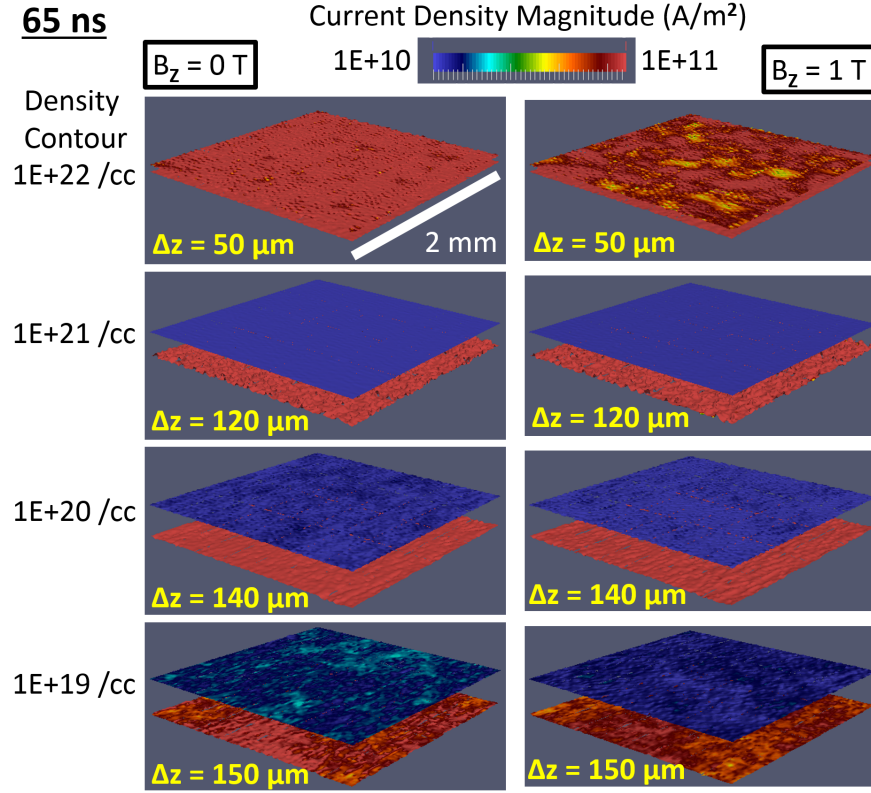 65 ns
Current Density Magnitude (A/m²)
B_z = 0 T
1E+10
1E+11
B_z = 1 T
Density
Contour
1E+22 /cc
Δz = 50 µm
2 mm
Δz = 50 µm
1E+21 /cc
Δz = 120 µm
Δz = 120 µm
1E+20 /cc
Δz = 140 µm
Δz = 140 µm
1E+19 /cc
Δz = 150 µm
Δz = 150 µm